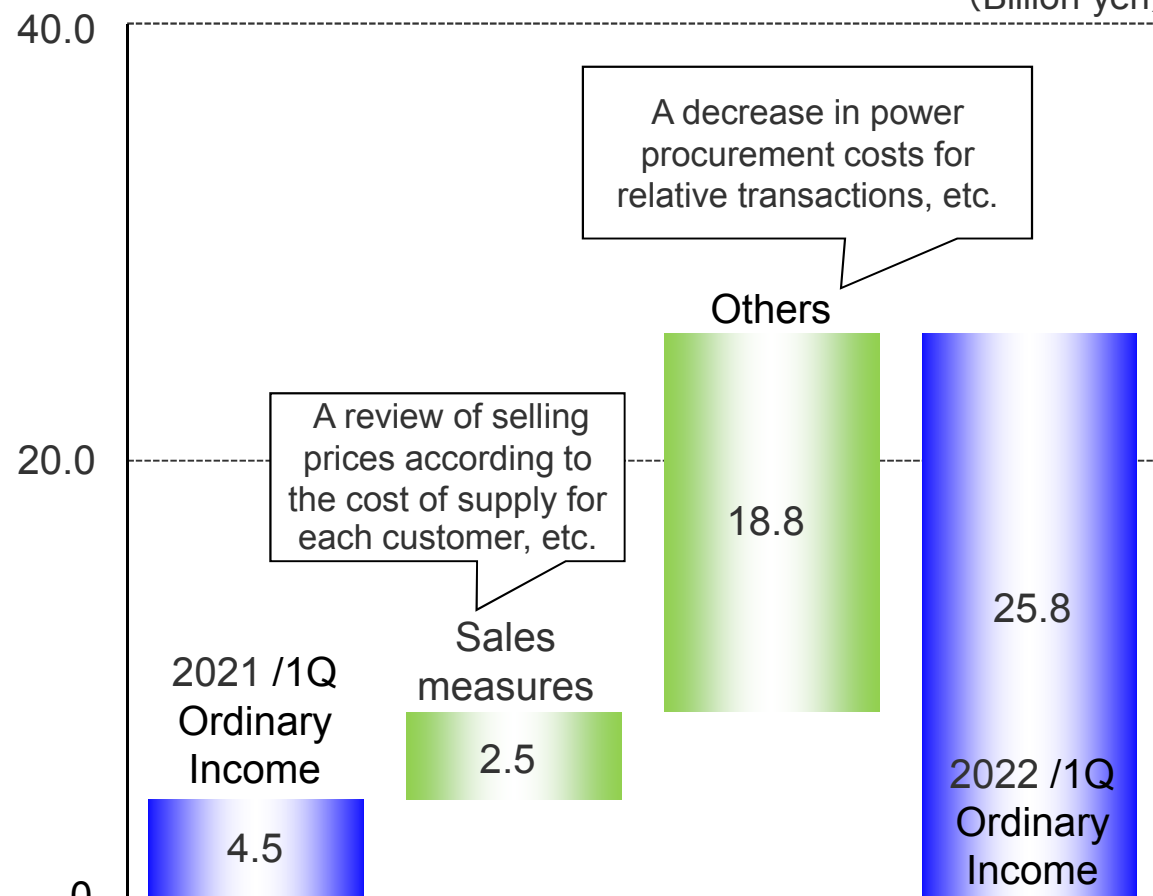 (Billion yen)
40.0
A decrease in power
procurement costs for
relative transactions, etc.
Others
A review of selling
prices according to
the cost of supply for
each customer, etc.
20.0
18.8
25.8
Sales
measures
2021 /1Q
Ordinary
Income
2.5
2022 /1Q
Ordinary
Income
4.5
0